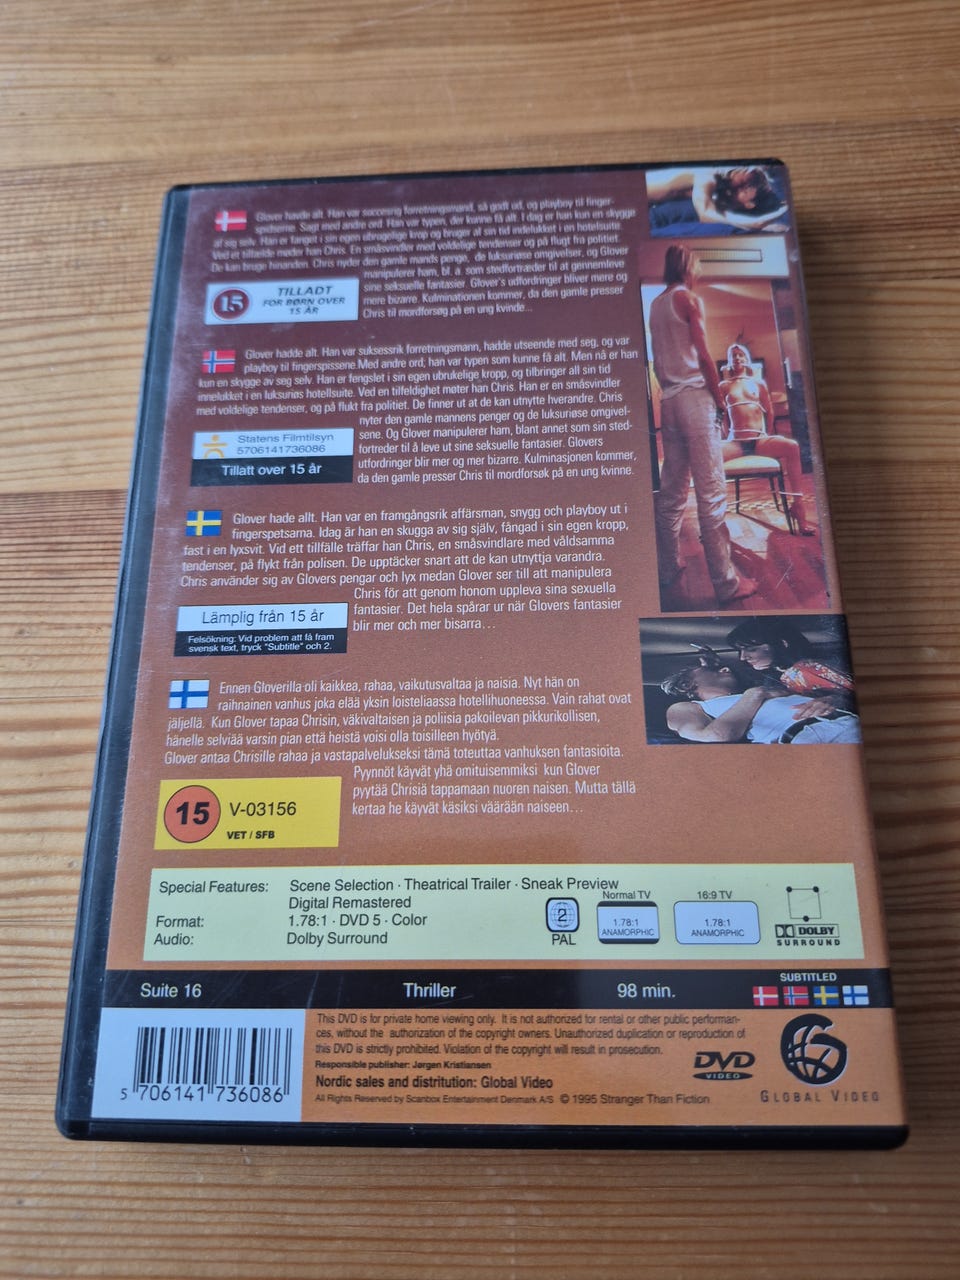 Glover havde alt. Han var succesrig forretningsmand, så godt ud, og playboy til finger-
spidserne. Sagt med andre ord: Han var typen, der kunne få alt. I dag er han kun en skygge
af sig selv. Han er fanget i sin egen ubrugelige krop og bruger al sin tid indelukket i en hotelsuite.
Ved et tilfælde møder han Chris. En småsvindler med voldelige tendenser og på flugt fra politiet.
De kan bruge hinanden. Chris nyder den gamle mands penge, de luksuriøse omgivelser, og Glover
manipulerer ham, bl. a. som stedfortræder til at gennemleve
sine seksuelle fantasier. Glover's udfordringer bliver mere og
mere bizarre. Kulminationen kommer, da den gamle presser
Chris til mordforsøg på en ung kvinde...
15
TILLADT
FOR BØRN OVER
15 ÅR
Glover hadde alt. Han var suksessrik forretningsmann, hadde utseende med seg, og var
playboy til fingerspissene.Med andre ord; han var typen som kunne få alt. Men nå er han
kun en skygge av seg selv. Han er fengslet i sin egen ubrukelige kropp, og tilbringer all sin tid
innelukket i en luksuriøs hotellsuite. Ved en tilfeldighet møter han Chris. Han er en småsvindler
med voldelige tendenser, og på flukt fra politiet. De finner ut at de kan utnytte hverandre. Chris
nyter den gamle mannens penger og de luksuriøse omgivel-
sene. Og Glover manipulerer ham, blant annet som sin sted-
fortreder til å leve ut sine seksuelle fantasier. Glovers
utfordringer blir mer og mer bizarre. Kulminasjonen kommer,
da den gamle presser Chris til mordforsøk på en ung kvinne.
Statens Filmtilsyn
5706141736086
Tillatt over 15 år
Glover hade allt. Han var en framgångsrik affärsman, snygg och playboy ut i
fingerspetsarna. Idag är han en skugga av sig själv, fångad i sin egen kropp,
fast i en lyxsvit. Vid ett tillfälle träffar han Chris, en småsvindlare med våldsamma
tendenser, på flykt från polisen. De upptäcker snart att de kan utnyttja varandra.
Chris använder sig av Glovers pengar och lyx medan Glover ser till att manipulera
Chris för att genom honom uppleva sina sexuella
fantasier. Det hela spårar ur när Glovers fantasier
blir mer och mer bisarra...
Lämplig från 15 år
Felsökning: Vid problem att få fram
svensk text, tryck "Subtitle" och 2.
Ennen Gloverilla oli kaikkea, rahaa, vaikutusvaltaa ja naisia. Nyt hän on
raihnainen vanhus joka elää yksin loisteliaassa hotellihuoneessa. Vain rahat ovat
jäljellä. Kun Glover tapaa Chrisin, väkivaltaisen ja poliisia pakoilevan pikkurikollisen,
hänelle selviää varsin pian että heistä voisi olla toisilleen hyötyä.
Glover antaa Chrisille rahaa ja vastapalvelukseksi tämä toteuttaa vanhuksen fantasioita.
Pyynnöt käyvät yhä omituisemmiksi kun Glover
pyytää Chrisiä tappamaan nuoren naisen. Mutta tällä
kertaa he käyvät käsiksi väärään naiseen...
15
V-03156
VET / SFB
Special Features: Scene Selection · Theatrical Trailer · Sneak Preview
Digital Remastered
Format: 1.78:1 · DVD 5 · Color
Audio: Dolby Surround
2
PAL
Normal TV
1.78:1
ANAMORPHIC
16:9 TV
1.78:1
ANAMORPHIC
DOLBY
SURROUND
Suite 16 Thriller 98 min.
SUBTITLED
This DVD is for private home viewing only. It is not authorized for rental or other public performan-
ces, without the authorization of the copyright owners. Unauthorized duplication or reproduction of
this DVD is strictly prohibited. Violation of the copyright will result in prosecution.
Responsible publisher: Jørgen Kristiansen
Nordic sales and distritution: Global Video
All Rights Reserved by Scanbox Entertainment Denmark A/S © 1995 Stranger Than Fiction
DVD
VIDEO
GLOBAL VIDEO
5 706141 736086